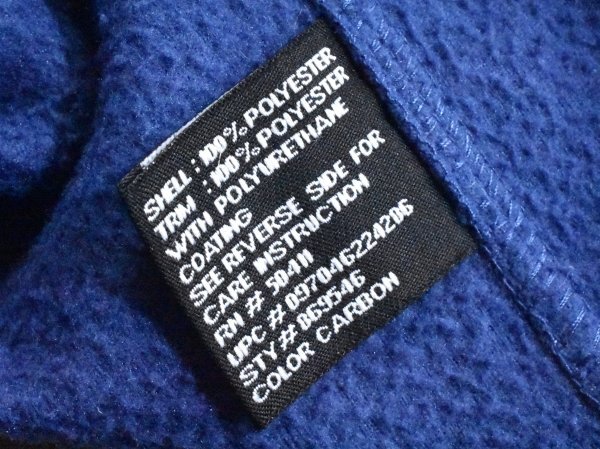 SHELL : 100% POLYESTER
TRIM : 100% POLYESTER
WITH POLYURETHANE
COATING
SEE REVERSE SIDE FOR
CARE INSTRUCTION
RN # 50411
UPC # 097046224206
STY# 069546
COLOR CARBON